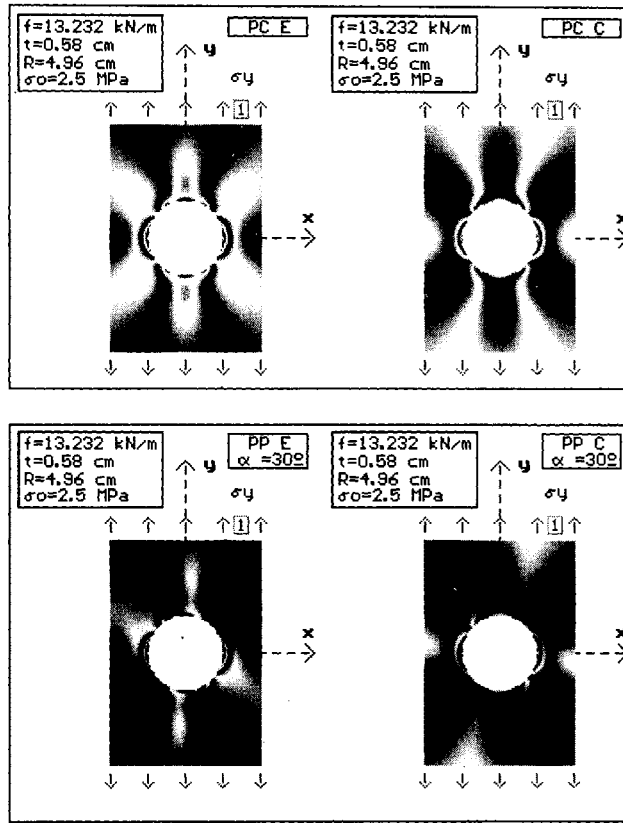 f=13.232 kN/m
t=0.58 cm
R=4.96 cm
σo=2.5 MPa
PC E
y
σy
1
x
f=13.232 kN/m
t=0.58 cm
R=4.96 cm
σo=2.5 MPa
PC C
y
σy
1
x
f=13.232 kN/m
t=0.58 cm
R=4.96 cm
σo=2.5 MPa
PP E
α =30º
y
σy
1
x
f=13.232 kN/m
t=0.58 cm
R=4.96 cm
σo=2.5 MPa
PP C
α =30º
y
σy
1
x